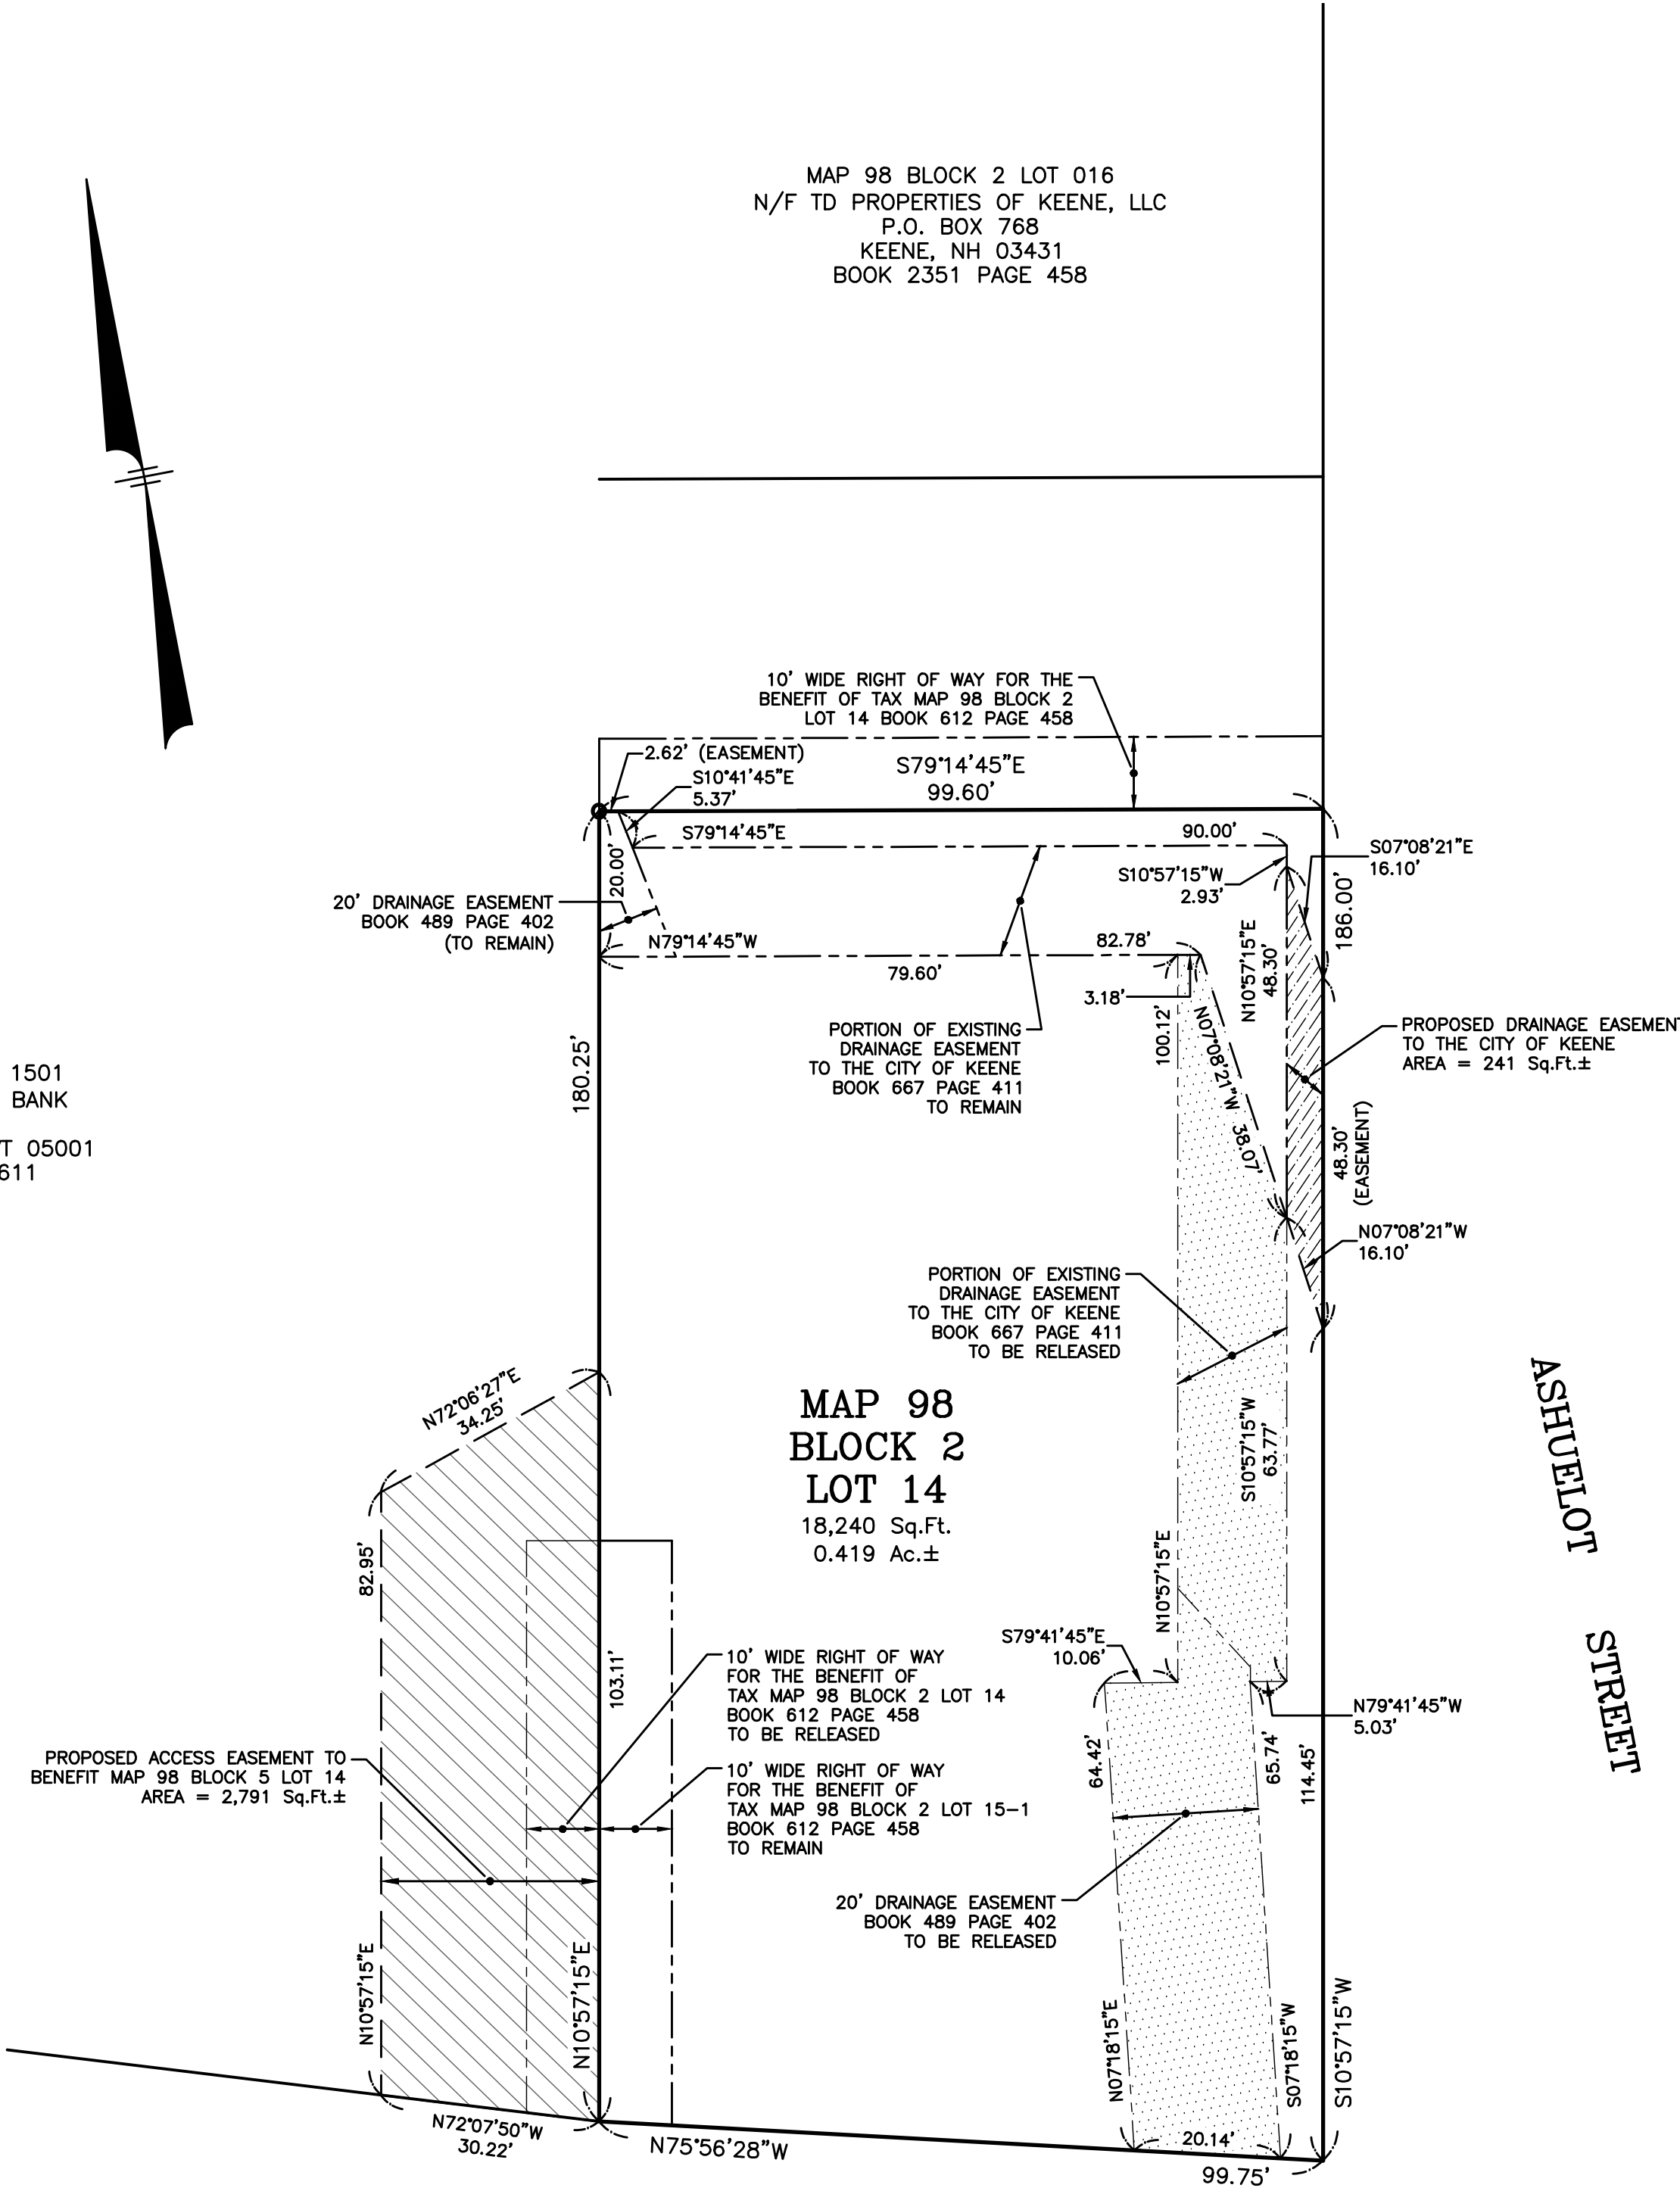 MAP 98 BLOCK 2 LOT 016
N/F TD PROPERTIES OF KEENE, LLC
P.O. BOX 768
KEENE, NH 03431
BOOK 2351 PAGE 458
10' WIDE RIGHT OF WAY FOR THE
BENEFIT OF TAX MAP 98 BLOCK 2
LOT 14 BOOK 612 PAGE 458
2.62' (EASEMENT)
S10°41'45"E
5.37'
S79°14'45"E
99.60'
S79°14'45"E
90.00'
S07°08'21"E
16.10'
S10°57'15"W
2.93'
20.00'
186.00'
20' DRAINAGE EASEMENT
BOOK 489 PAGE 402
(TO REMAIN)
N79°14'45"W
82.78'
79.60'
3.18'
N10°57'15"E
48.30'
100.12'
N07°08'21"W 38.07'
PORTION OF EXISTING
DRAINAGE EASEMENT
TO THE CITY OF KEENE
BOOK 667 PAGE 411
TO REMAIN
PROPOSED DRAINAGE EASEMENT
TO THE CITY OF KEENE
AREA = 241 Sq.Ft.±
180.25'
1501
BANK
T 05001
611
48.30'
(EASEMENT)
N07°08'21"W
16.10'
PORTION OF EXISTING
DRAINAGE EASEMENT
TO THE CITY OF KEENE
BOOK 667 PAGE 411
TO BE RELEASED
N72°06'27"E
34.25'
MAP 98
BLOCK 2
LOT 14
18,240 Sq.Ft.
0.419 Ac.±
S10°57'15"W
63.77'
ASHUELOT STREET
82.95'
N10°57'15"E
S79°41'45"E
10.06'
103.11'
10' WIDE RIGHT OF WAY
FOR THE BENEFIT OF
TAX MAP 98 BLOCK 2 LOT 14
BOOK 612 PAGE 458
TO BE RELEASED
N79°41'45"W
5.03'
64.42'
65.74'
114.45'
PROPOSED ACCESS EASEMENT TO
BENEFIT MAP 98 BLOCK 5 LOT 14
AREA = 2,791 Sq.Ft.±
10' WIDE RIGHT OF WAY
FOR THE BENEFIT OF
TAX MAP 98 BLOCK 2 LOT 15-1
BOOK 612 PAGE 458
TO REMAIN
20' DRAINAGE EASEMENT
BOOK 489 PAGE 402
TO BE RELEASED
N10°57'15"E
N10°57'15"E
N07°18'15"E
S07°18'15"W
S10°57'15"W
N72°07'50"W
30.22'
N75°56'28"W
20.14'
99.75'